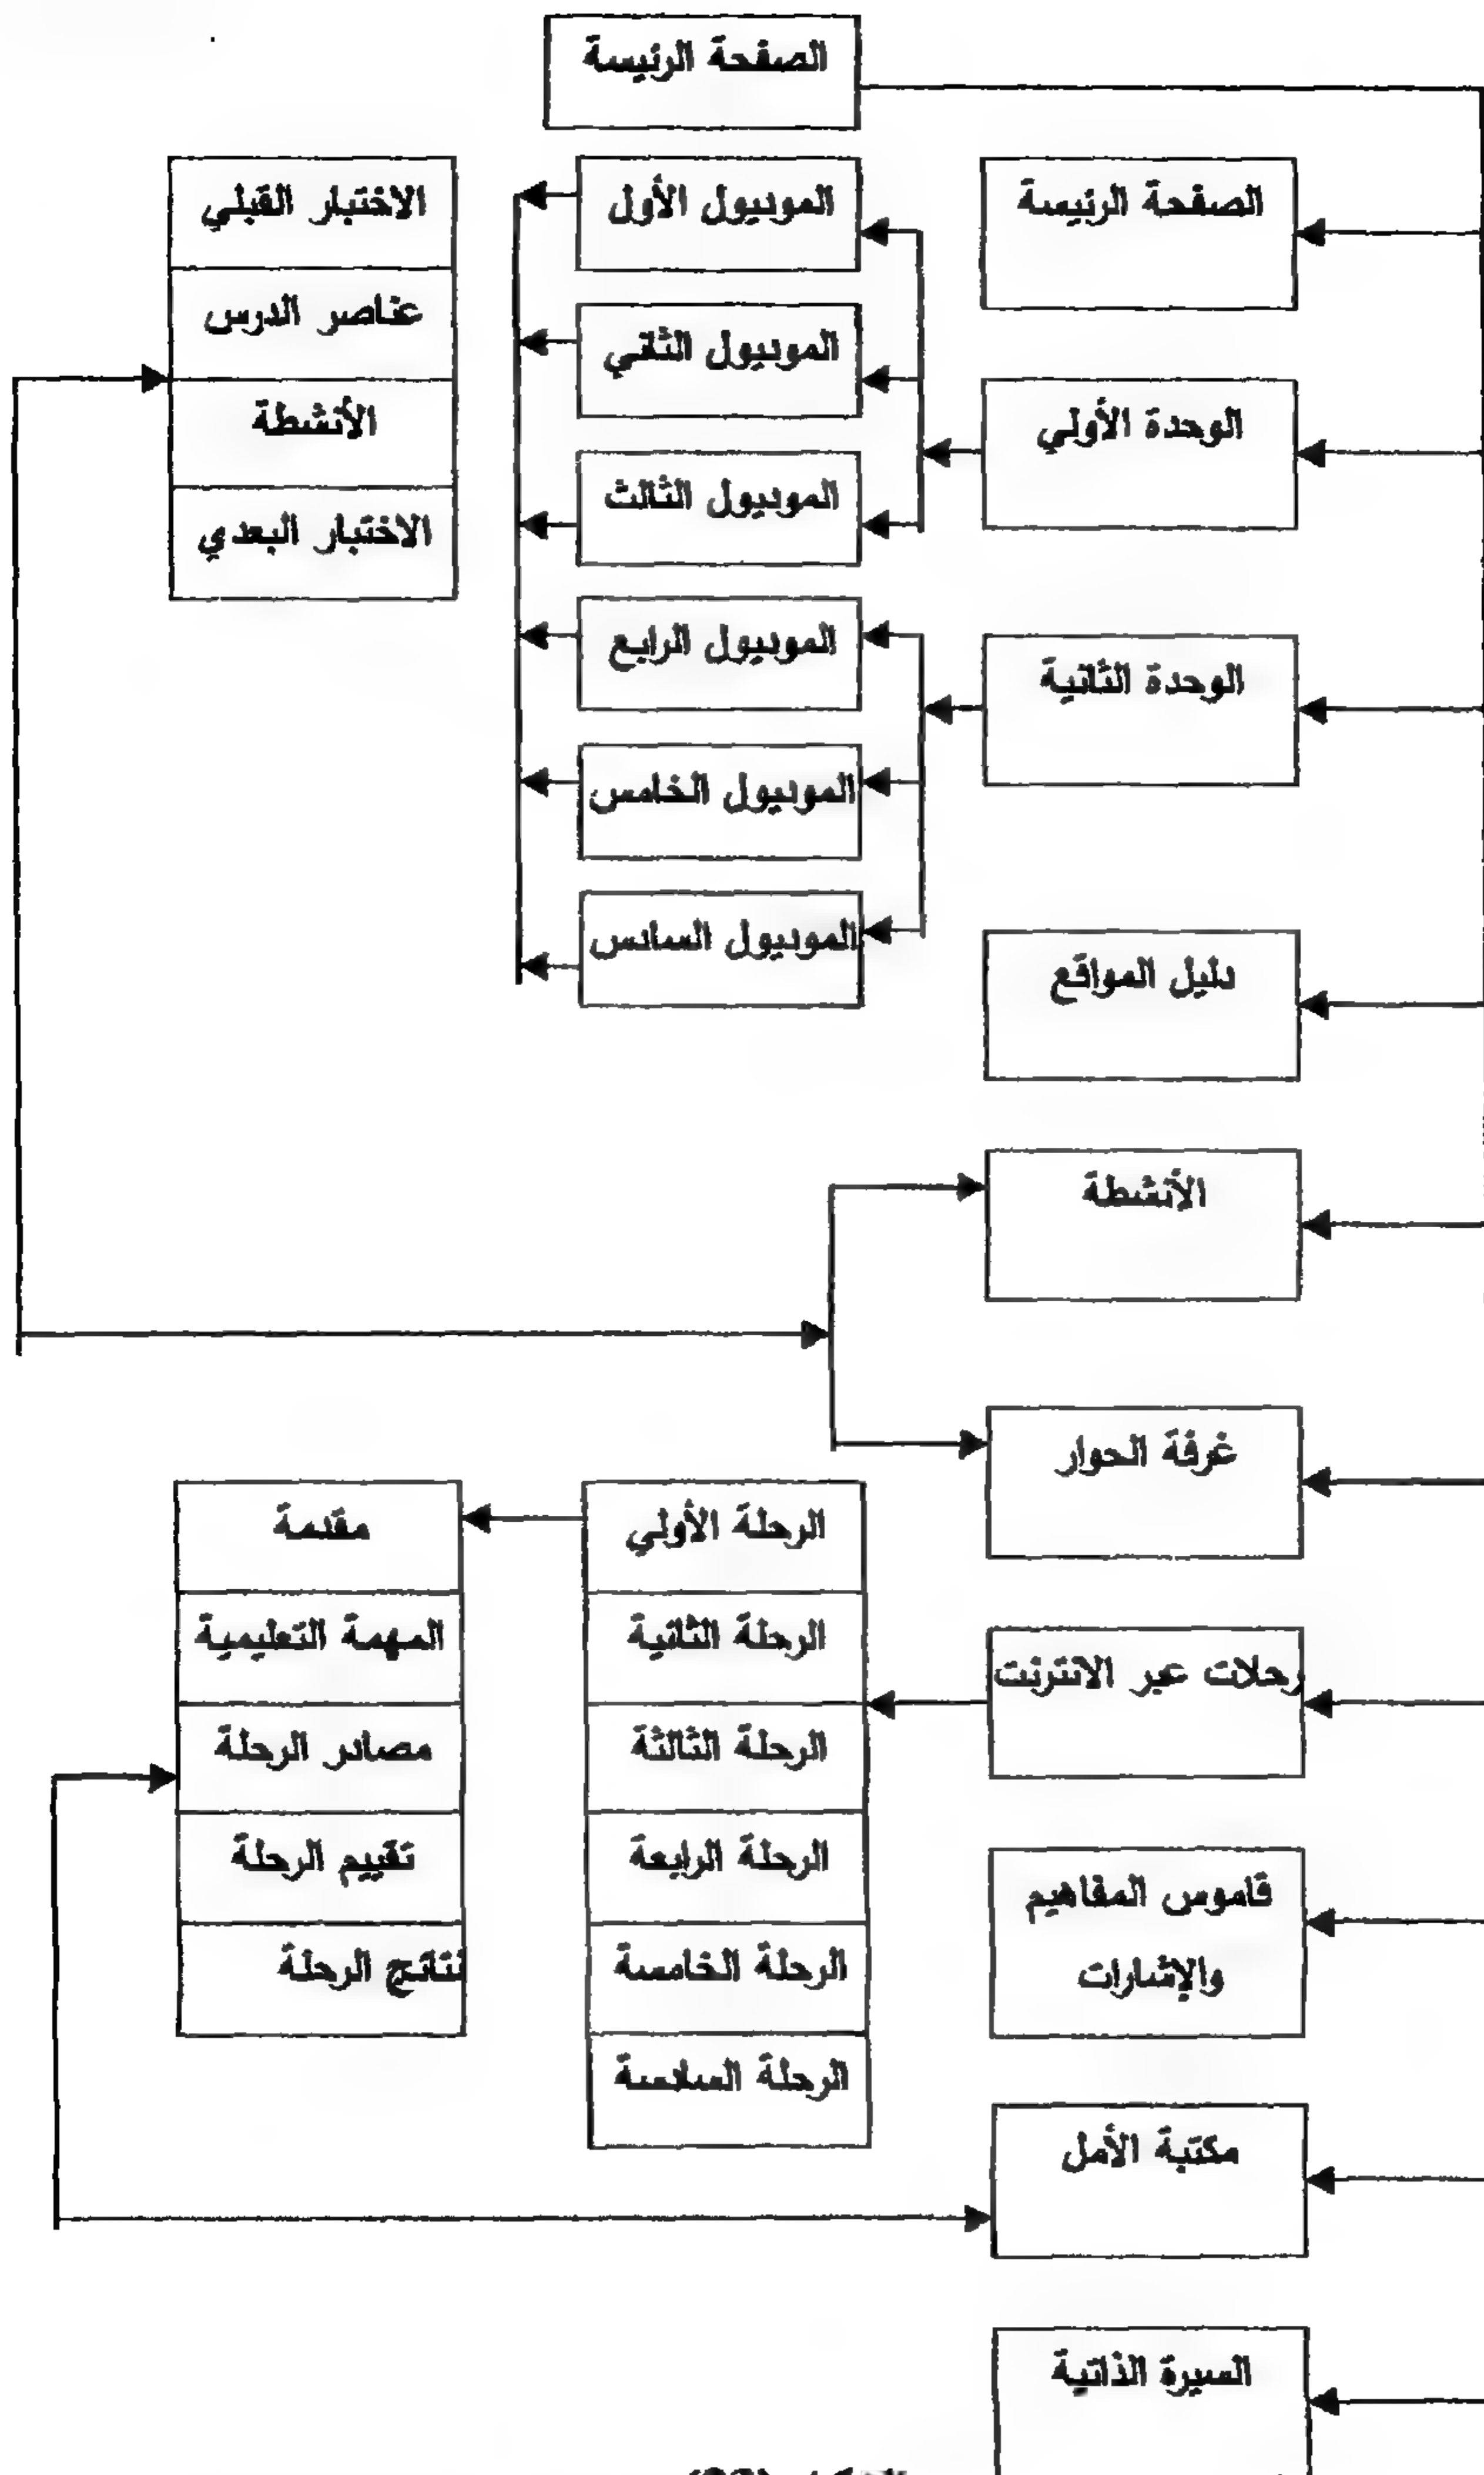 الصفحة الرئيسة
الصفحة الرئيسة
الوحدة الأولي
الموديول الأول
الموديول الثاني
الموديول الثالث
الاختبار القبلي
عناصر الدرس
الأنشطة
الاختبار البعدي
الوحدة الثانية
الموديول الرابع
الموديول الخامس
الموديول السادس
دليل المواقع
الأنشطة
غرفة الحوار
رحلات عبر الانترنت
الرحلة الأولي
الرحلة الثانية
الرحلة الثالثة
الرحلة الرابعة
الرحلة الخامسة
الرحلة السادسة
مقدمة
المهمة التعليمية
مصادر الرحلة
تقييم الرحلة
نتائج الرحلة
قاموس المفاهيم
والإشارات
مكتبة الأمل
السيرة الذاتية